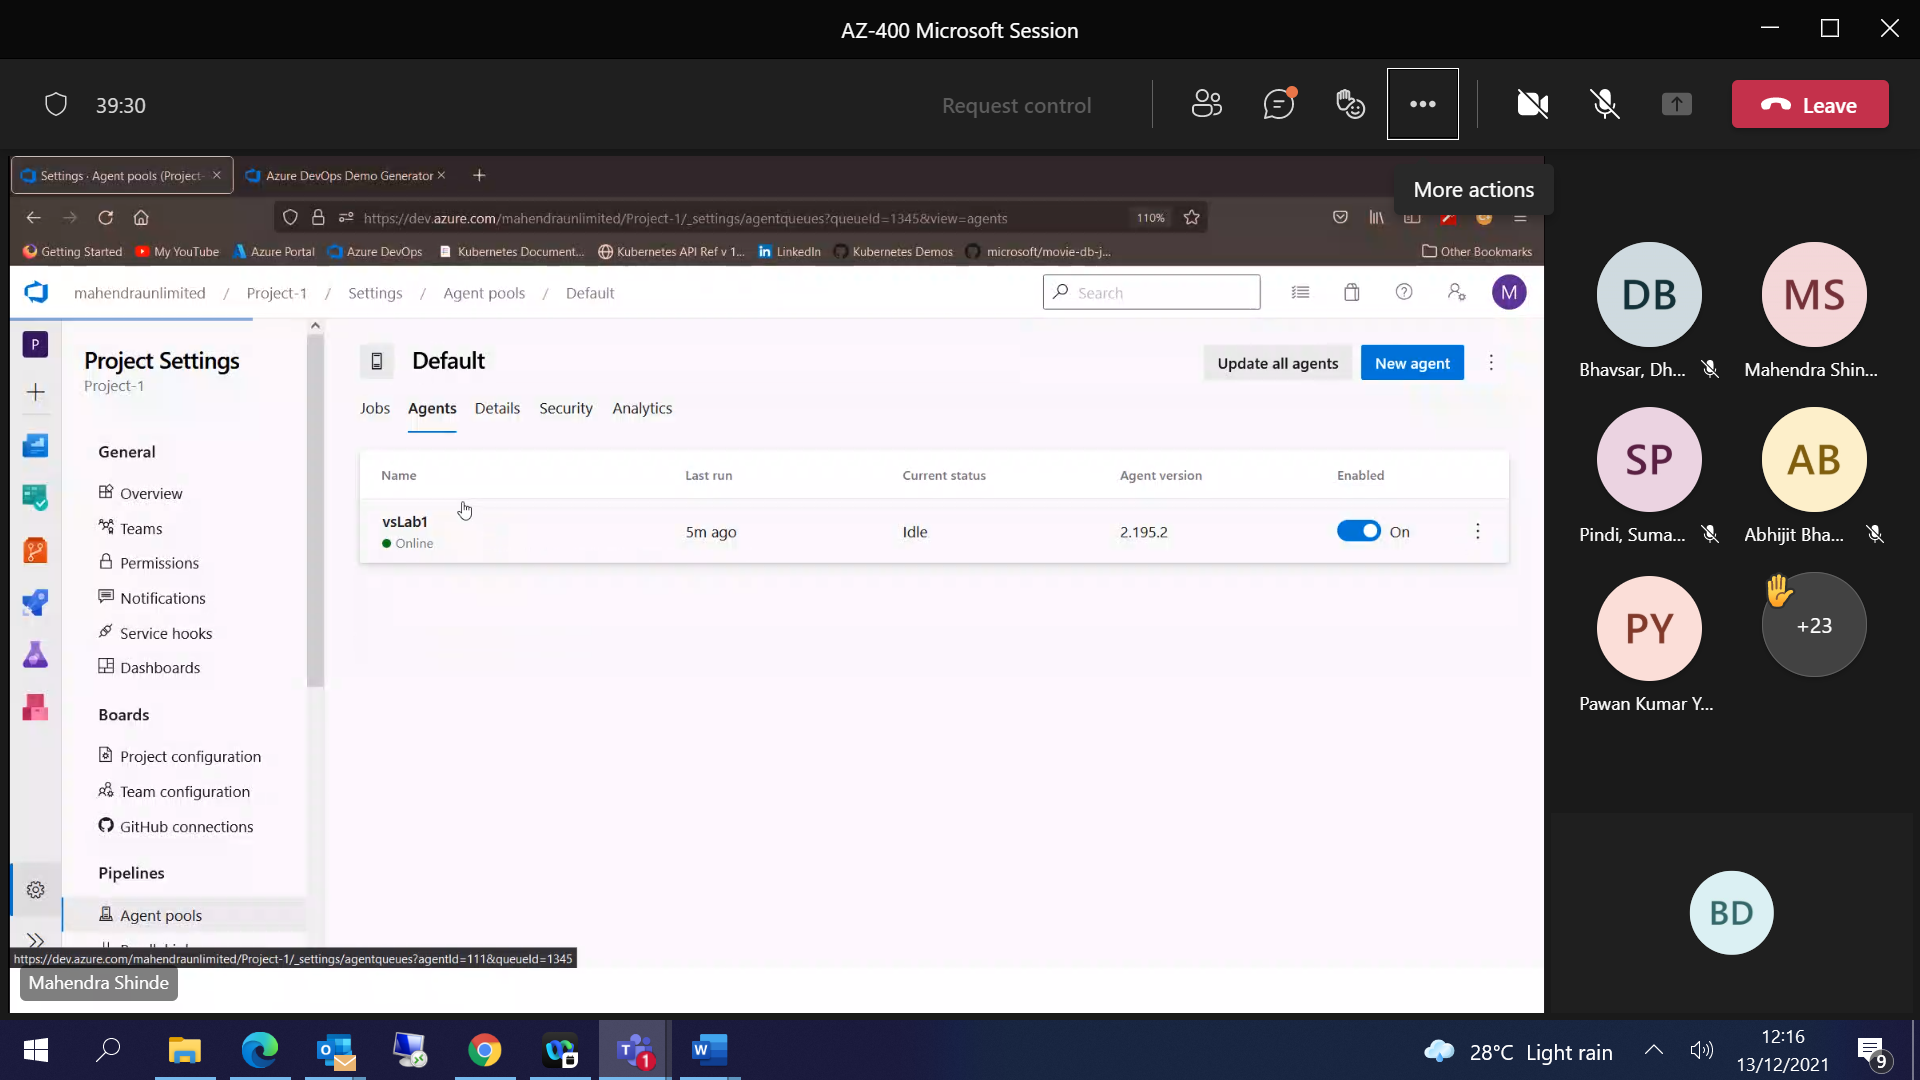 AZ-400 Microsoft Session
39:30
Request control
Leave
More actions
Settings · Agent pools (Project-
Azure DevOps Demo Generator
https://dev.azure.com/mahendraunlimited/Project-1/_settings/agentqueues?queueId=1345&view=agents
110%
Getting Started
My YouTube
Azure Portal
Azure DevOps
Kubernetes Document...
Kubernetes API Ref v 1...
LinkedIn
Kubernetes Demos
microsoft/movie-db-j...
Other Bookmarks
mahendraunlimited / Project-1 / Settings / Agent pools / Default
Search
M
P
Project Settings
Project-1
General
Overview
Teams
Permissions
Notifications
Service hooks
Dashboards
Boards
Project configuration
Team configuration
GitHub connections
Pipelines
Agent pools
Default
Update all agents
New agent
Jobs
Agents
Details
Security
Analytics
Name
Last run
Current status
Agent version
Enabled
vsLab1
Online
5m ago
Idle
2.195.2
On
https://dev.azure.com/mahendraunlimited/Project-1/_settings/agentqueues?agentId=111&queueId=1345
Mahendra Shinde
DB
Bhavsar, Dh...
MS
Mahendra Shin...
SP
Pindi, Suma...
AB
Abhijit Bha...
PY
Pawan Kumar Y...
+23
BD
28°C Light rain
12:16
13/12/2021
9
1